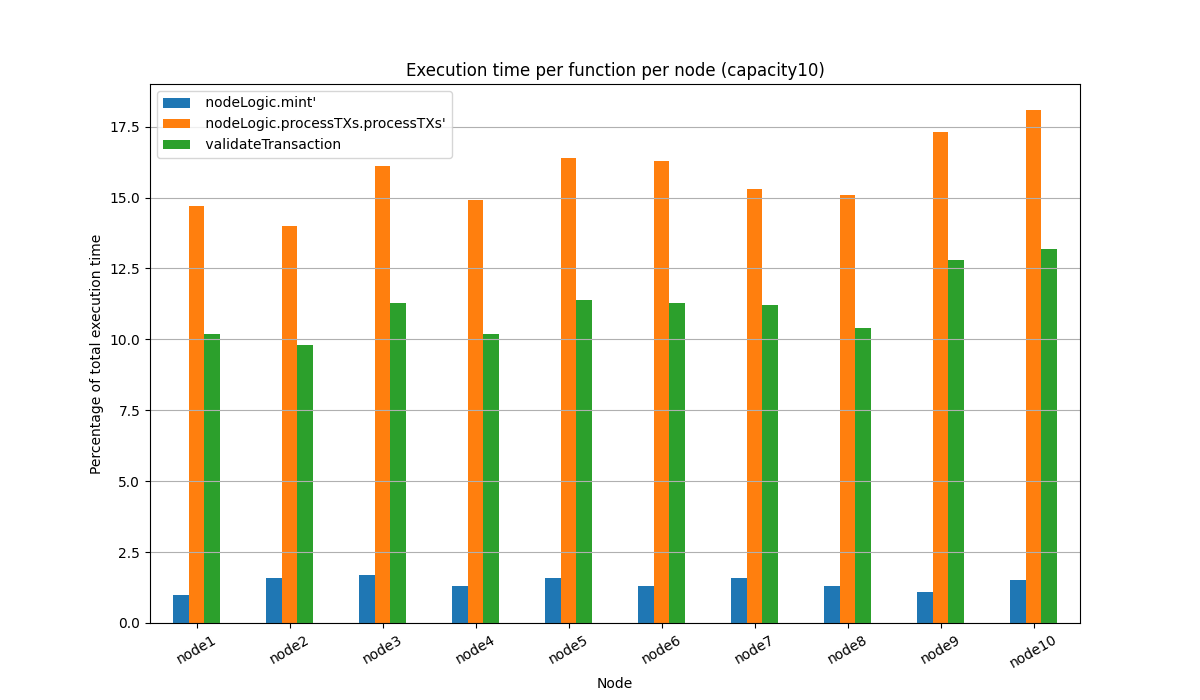 Execution time per function per node (capacity10)
nodeLogic.mint'
nodeLogic.processTXs.processTXs'
validateTransaction
Percentage of total execution time
17.5
15.0
12.5
10.0
7.5
5.0
2.5
0.0
node1 node2 node3 node4 node5 node6 node7 node8 node9 node10
Node